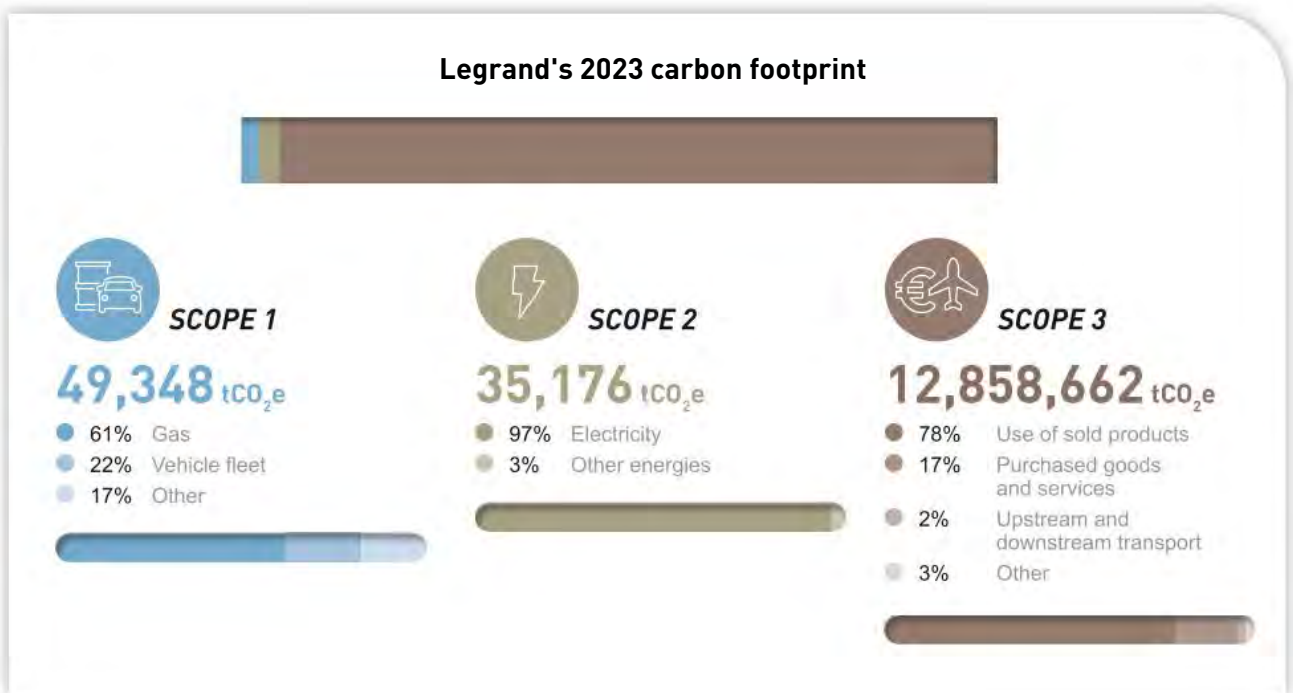 Legrand's 2023 carbon footprint
SCOPE 1
49,348 tCO₂e
61% Gas
22% Vehicle fleet
17% Other
SCOPE 2
35,176 tCO₂e
97% Electricity
3% Other energies
€
SCOPE 3
12,858,662 tCO₂e
78% Use of sold products
17% Purchased goods
and services
2% Upstream and
downstream transport
3% Other